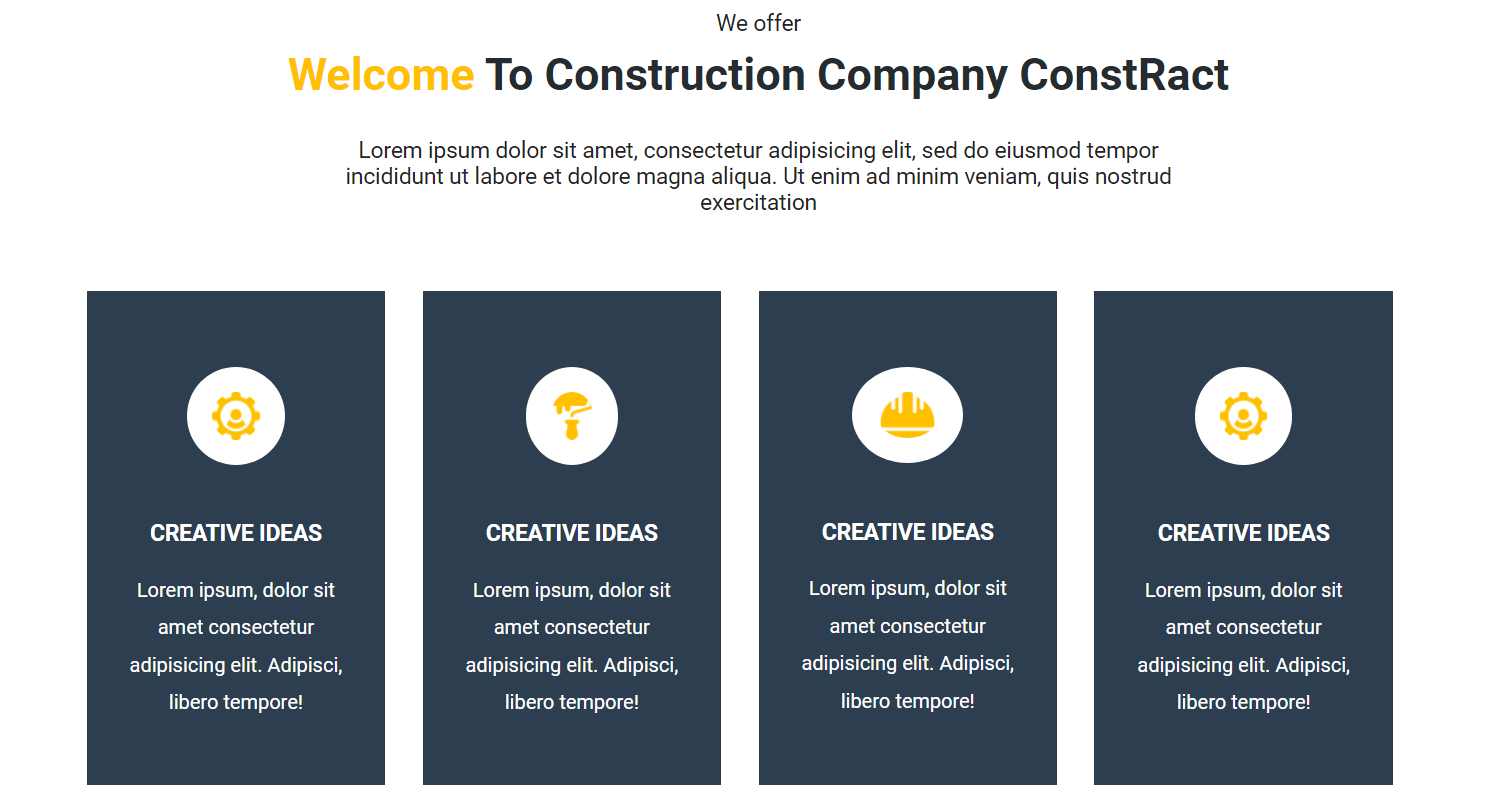 We offer
Welcome To Construction Company ConstRact
Lorem ipsum dolor sit amet, consectetur adipisicing elit, sed do eiusmod tempor
incididunt ut labore et dolore magna aliqua. Ut enim ad minim veniam, quis nostrud
exercitation
CREATIVE IDEAS
Lorem ipsum, dolor sit
amet consectetur
adipisicing elit. Adipisci,
libero tempore!
CREATIVE IDEAS
Lorem ipsum, dolor sit
amet consectetur
adipisicing elit. Adipisci,
libero tempore!
CREATIVE IDEAS
Lorem ipsum, dolor sit
amet consectetur
adipisicing elit. Adipisci,
libero tempore!
CREATIVE IDEAS
Lorem ipsum, dolor sit
amet consectetur
adipisicing elit. Adipisci,
libero tempore!